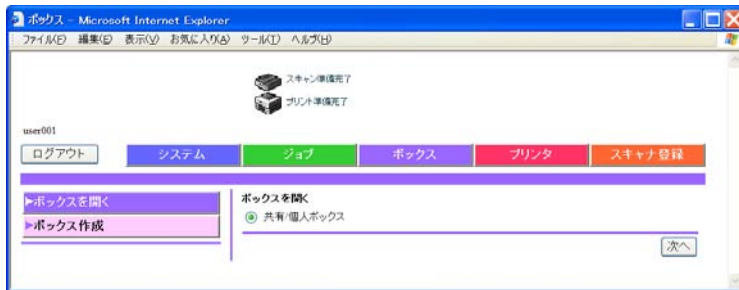 ボックス - Microsoft Internet Explorer
ファイル(F) 編集(E) 表示(V) お気に入り(A) ツール(T) ヘルプ(H)
スキャン準備完了
プリント準備完了
user001
ログアウト システム ジョブ ボックス プリンタ スキャナ登録
▶ボックスを開く
▶ボックス作成
ボックスを開く
共有/個人ボックス
次へ